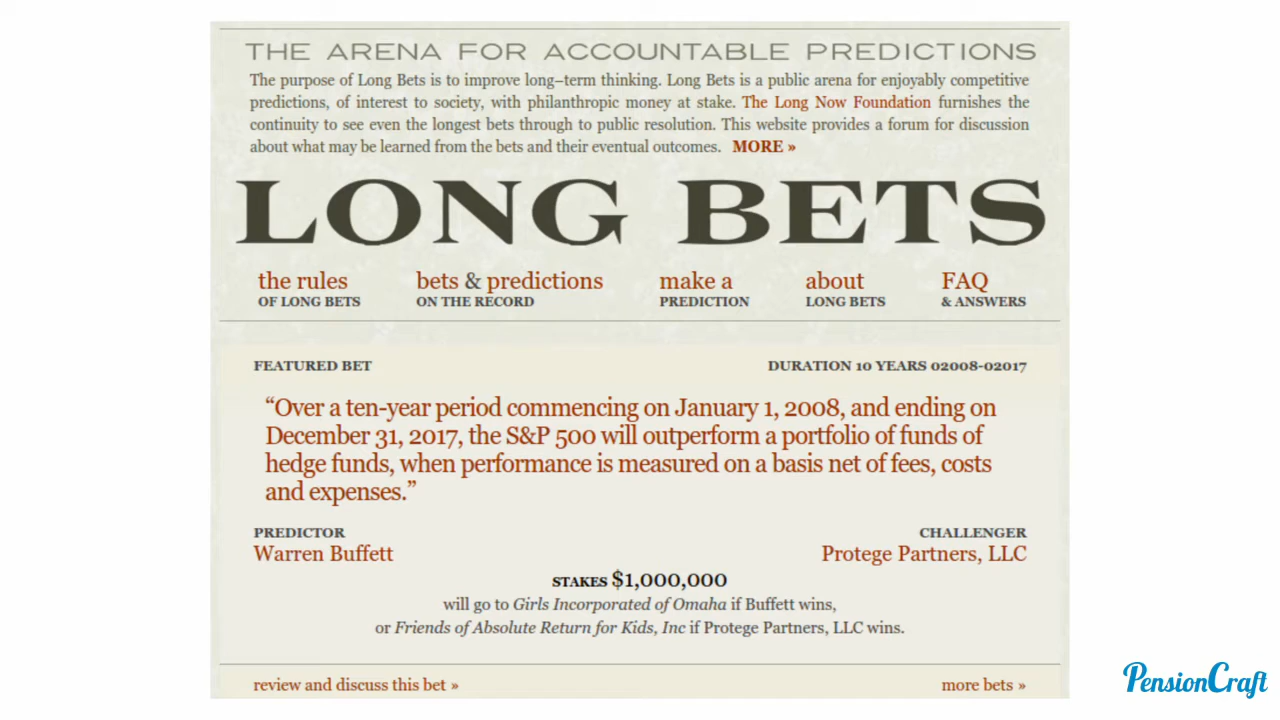 THE ARENA FOR ACCOUNTABLE PREDICTIONS
The purpose of Long Bets is to improve long–term thinking. Long Bets is a public arena for enjoyably competitive
predictions, of interest to society, with philanthropic money at stake. The Long Now Foundation furnishes the
continuity to see even the longest bets through to public resolution. This website provides a forum for discussion
about what may be learned from the bets and their eventual outcomes. MORE »
LONG BETS
the rules bets & predictions make a about FAQ
OF LONG BETS ON THE RECORD PREDICTION LONG BETS & ANSWERS
FEATURED BET DURATION 10 YEARS 02008-02017
“Over a ten-year period commencing on January 1, 2008, and ending on
December 31, 2017, the S&P 500 will outperform a portfolio of funds of
hedge funds, when performance is measured on a basis net of fees, costs
and expenses.”
PREDICTOR CHALLENGER
Warren Buffett Protege Partners, LLC
STAKES $1,000,000
will go to Girls Incorporated of Omaha if Buffett wins,
or Friends of Absolute Return for Kids, Inc if Protege Partners, LLC wins.
review and discuss this bet » more bets »
PensionCraft